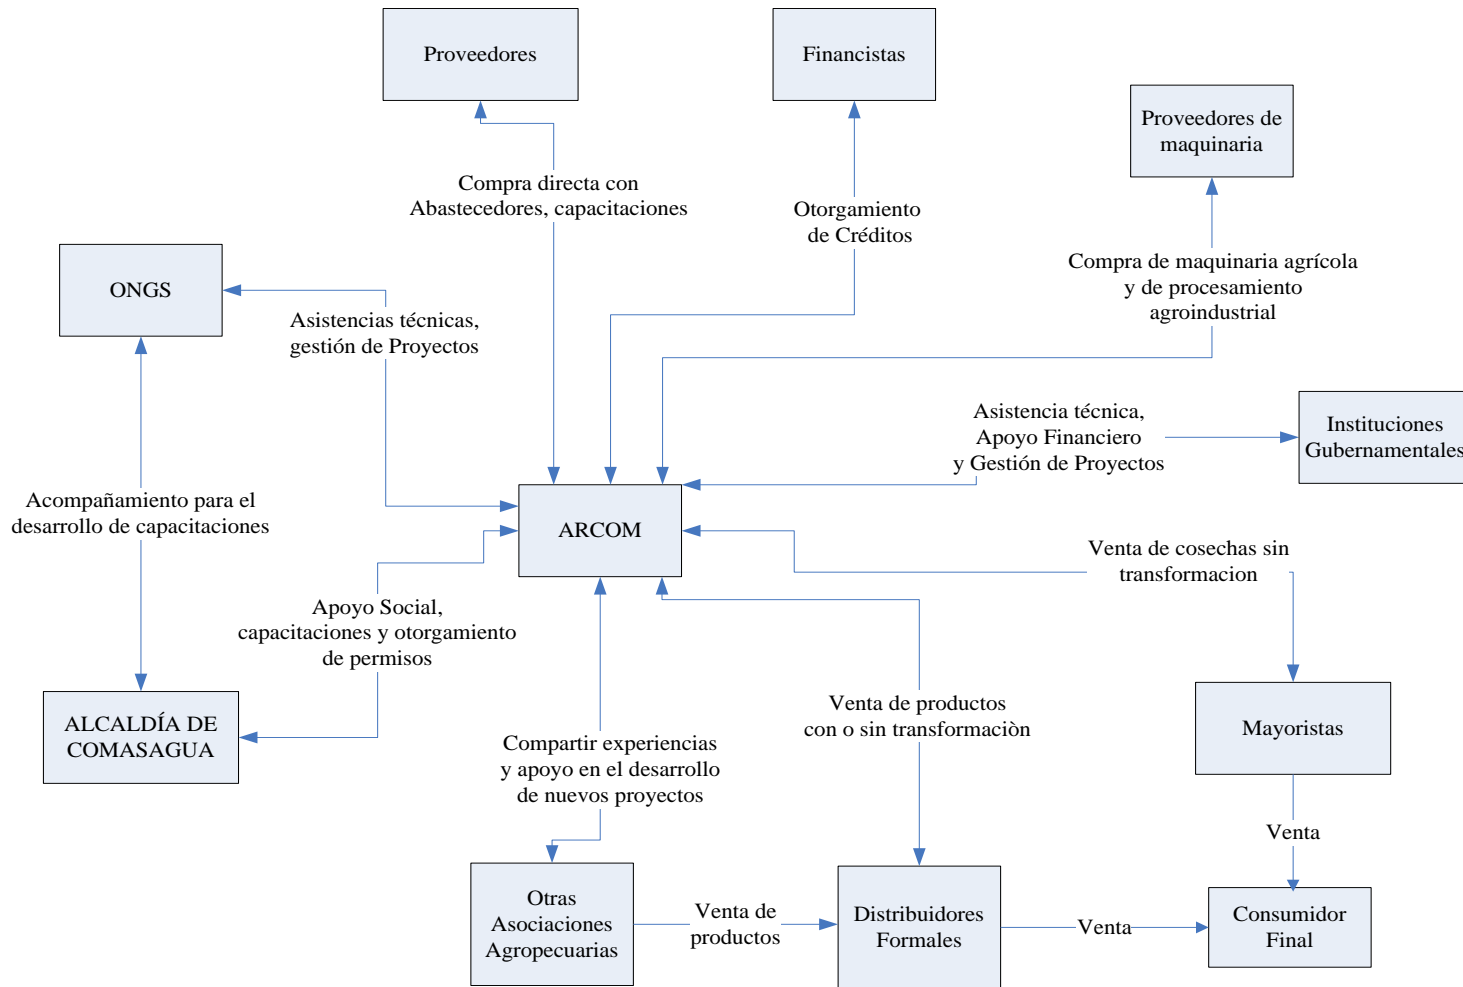 Proveedores
Financistas
Proveedores de
maquinaria
Compra directa con
Abastecedores, capacitaciones
Otorgamiento
de Créditos
Compra de maquinaria agrícola
y de procesamiento
agroindustrial
ONGS
Asistencias técnicas,
gestión de Proyectos
Asistencia técnica,
Apoyo Financiero
y Gestión de Proyectos
Instituciones
Gubernamentales
Acompañamiento para el
desarrollo de capacitaciones
ARCOM
Venta de cosechas sin
transformacion
Apoyo Social,
capacitaciones y otorgamiento
de permisos
ALCALDÍA DE
COMASAGUA
Venta de productos
con o sin transformaciòn
Mayoristas
Compartir experiencias
y apoyo en el desarrollo
de nuevos proyectos
Venta
Otras
Asociaciones
Agropecuarias
Venta de
productos
Distribuidores
Formales
Venta
Consumidor
Final